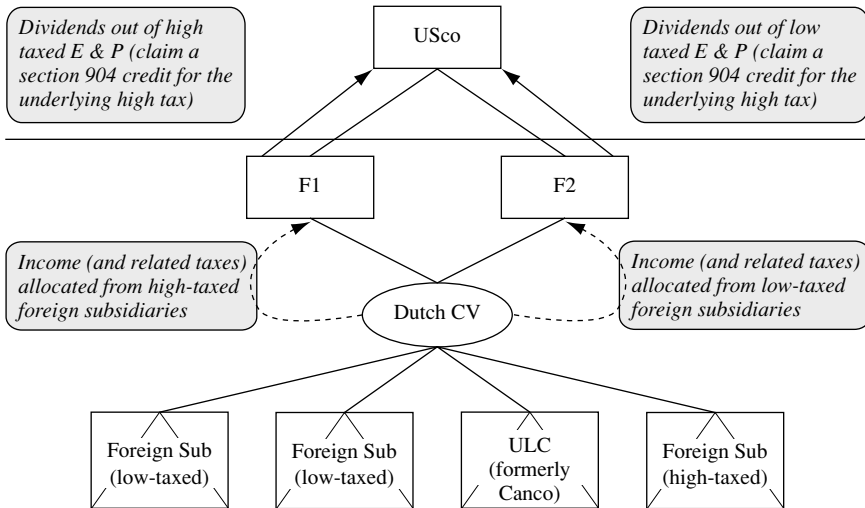 Dividends out of high
taxed E & P (claim a
section 904 credit for the
underlying high tax)
USco
Dividends out of low
taxed E & P (claim a
section 904 credit for the
underlying high tax)
F1
F2
Income (and related taxes)
allocated from high-taxed
foreign subsidiaries
Dutch CV
Income (and related taxes)
allocated from low-taxed
foreign subsidiaries
Foreign Sub
(low-taxed)
Foreign Sub
(low-taxed)
ULC
(formerly
Canco)
Foreign Sub
(high-taxed)